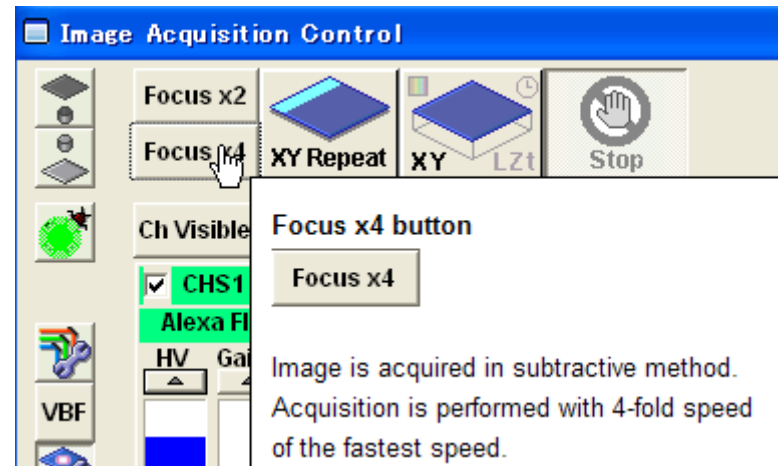 Image Acquisition Control
Focus x2
Focus x4
XY Repeat
XY
LZt
Stop
Ch Visible
Focus x4 button
Focus x4
CHS1
Alexa Fl
HV Gai
VBF
Image is acquired in subtractive method.
Acquisition is performed with 4-fold speed
of the fastest speed.